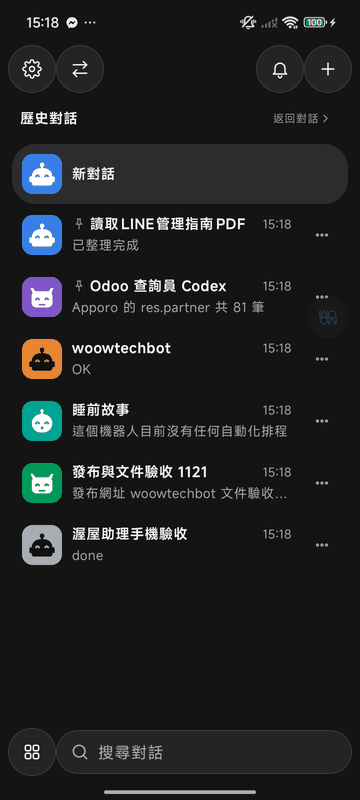 15:18
100
歷史對話
返回對話
新對話
讀取LINE管理指南PDF 15:18
已整理完成
Odoo 查詢員 Codex 15:18
Apporo 的 res.partner 共 81 筆
woowtechbot 15:18
OK
睡前故事 15:18
這個機器人目前沒有任何自動化排程
發布與文件驗收 1121 15:18
發布網址 woowtechbot 文件驗收...
渥屋助理手機驗收 15:18
done
搜尋對話